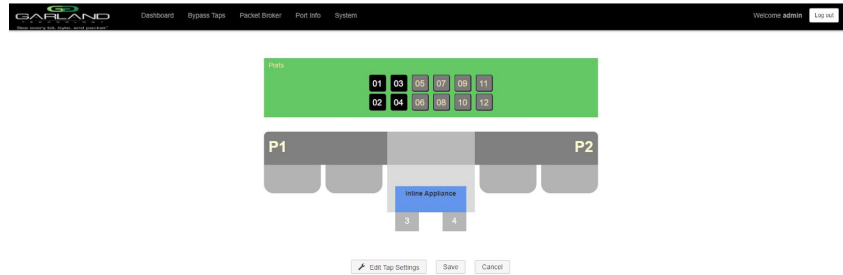 GARLAND
TECHNOLOGY
See every bit, byte, and packet®
Dashboard Bypass Taps Packet Broker Port Info System Welcome admin Log out
Ports
01 03 05 07 09 11
02 04 06 08 10 12
P1 P2
Inline Appliance
3 4
Edit Tap Settings Save Cancel